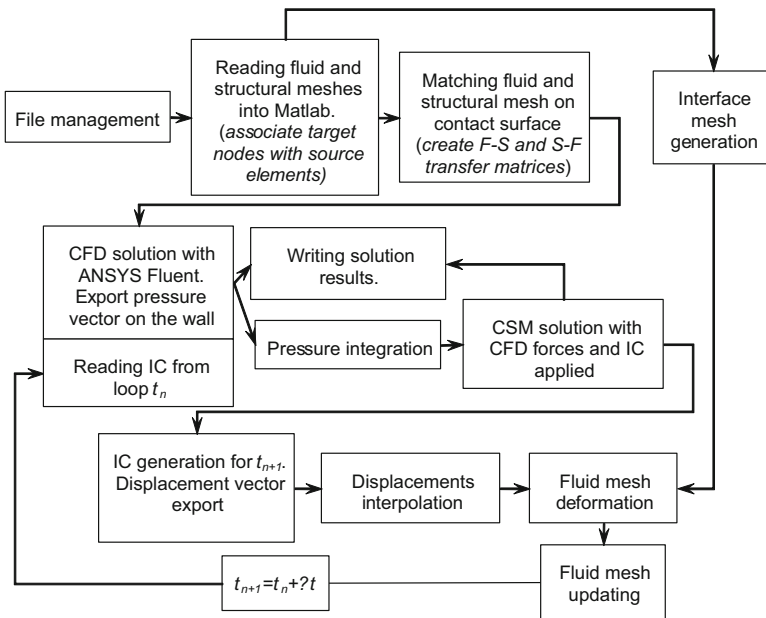 File management
Reading fluid and
structural meshes
into Matlab.
(associate target
nodes with source
elements)
Matching fluid and
structural mesh on
contact surface
(create F-S and S-F
transfer matrices)
Interface
mesh
generation
CFD solution with
ANSYS Fluent.
Export pressure
vector on the wall
Reading IC from
loop tn
Writing solution
results.
Pressure integration
CSM solution with
CFD forces and IC
applied
IC generation for tn+1.
Displacement vector
export
Displacements
interpolation
Fluid mesh
deformation
tn+1=tn+?t
Fluid mesh
updating